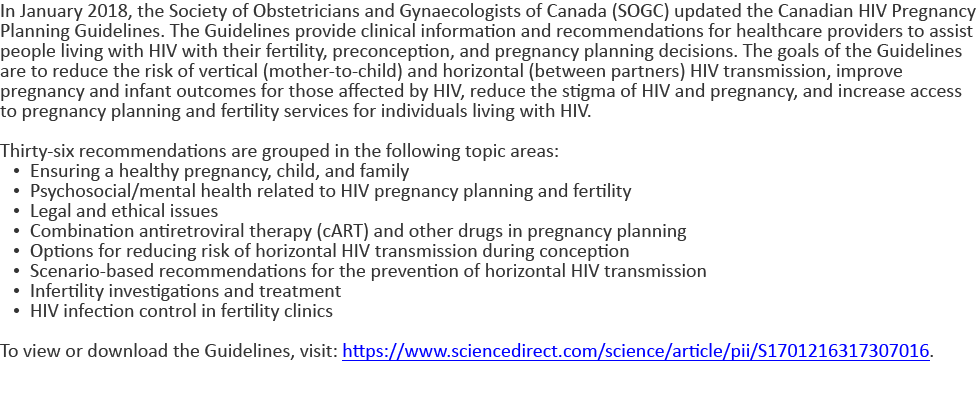 In January 2018, the Society of Obstetricians and Gynaecologists of Canada (SOGC) updated the Canadian HIV Pregnancy
Planning Guidelines. The Guidelines provide clinical information and recommendations for healthcare providers to assist
people living with HIV with their fertility, preconception, and pregnancy planning decisions. The goals of the Guidelines
are to reduce the risk of vertical (mother-to-child) and horizontal (between partners) HIV transmission, improve
pregnancy and infant outcomes for those affected by HIV, reduce the stigma of HIV and pregnancy, and increase access
to pregnancy planning and fertility services for individuals living with HIV.
Thirty-six recommendations are grouped in the following topic areas:
• Ensuring a healthy pregnancy, child, and family
• Psychosocial/mental health related to HIV pregnancy planning and fertility
• Legal and ethical issues
• Combination antiretroviral therapy (cART) and other drugs in pregnancy planning
• Options for reducing risk of horizontal HIV transmission during conception
• Scenario-based recommendations for the prevention of horizontal HIV transmission
• Infertility investigations and treatment
• HIV infection control in fertility clinics
To view or download the Guidelines, visit: https://www.sciencedirect.com/science/article/pii/S1701216317307016.